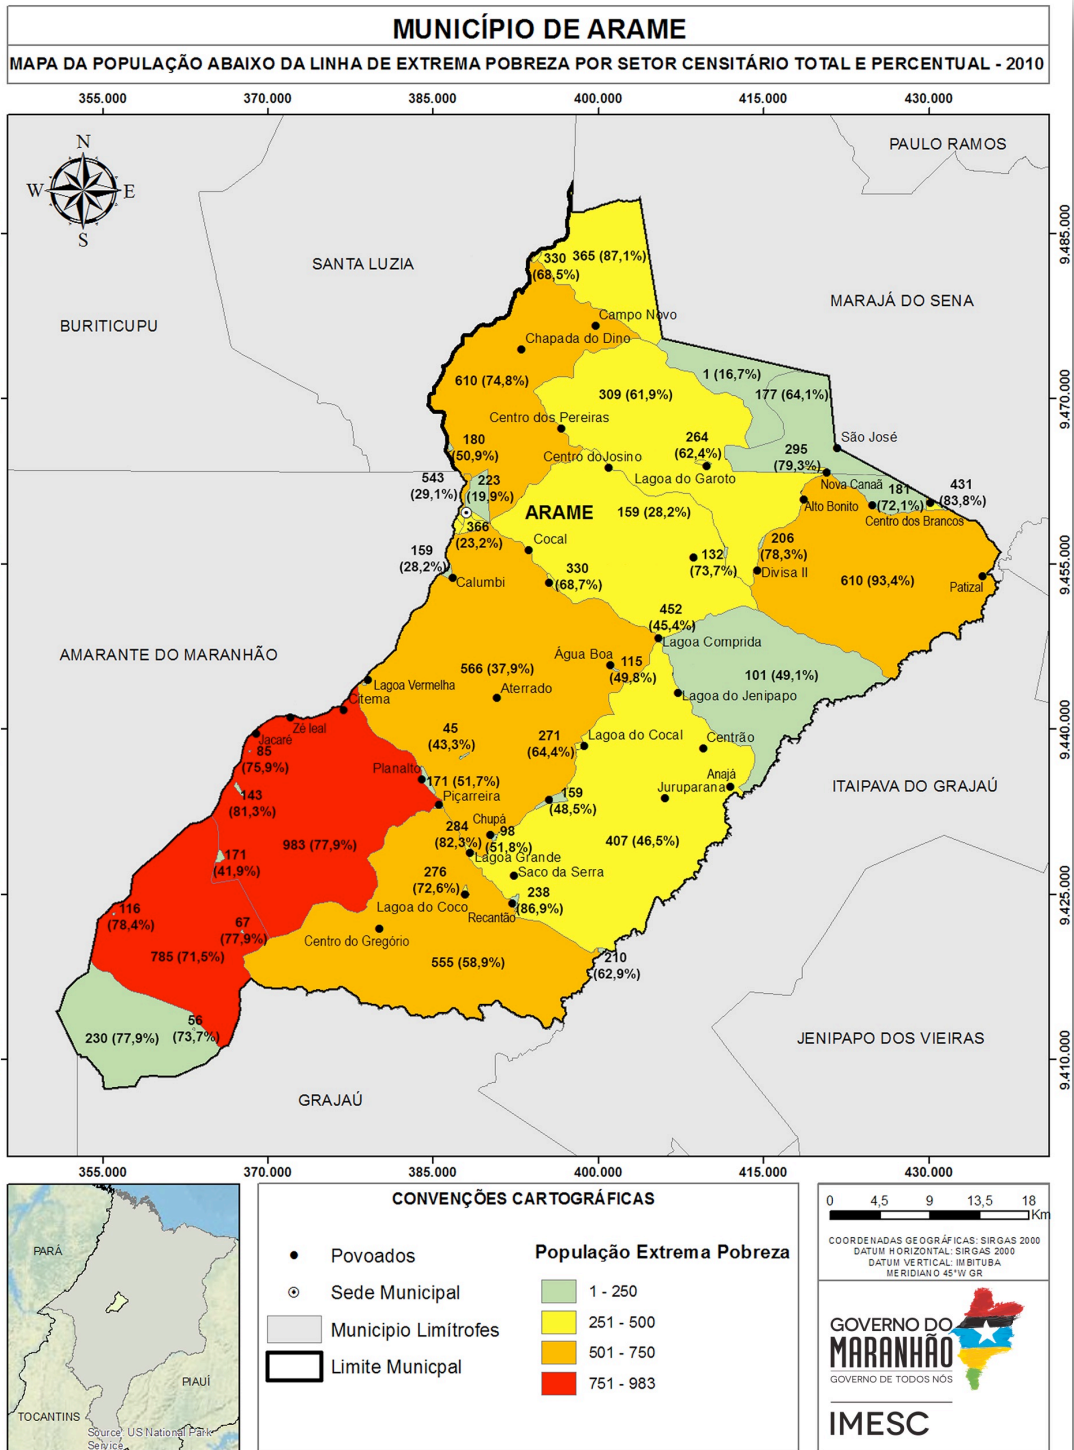 MUNICÍPIO DE ARAME
MAPA DA POPULAÇÃO ABAIXO DA LINHA DE EXTREMA POBREZA POR SETOR CENSITÁRIO TOTAL E PERCENTUAL - 2010
355.000 370.000 385.000 400.000 415.000 430.000
N
W E
S
PAULO RAMOS
9.485.000
SANTA LUZIA
330
(68,5%)
365 (87,1%)
MARAJÁ DO SENA
BURITICUPU
Campo Novo
Chapada do Dino
610 (74,8%)
1 (16,7%)
177 (64,1%)
309 (61,9%)
9.470.000
Centro dos Pereiras
180
(50,9%)
264
(62,4%)
São José
295
(79,3%)
Centro do Josino
Lagoa do Garoto
543
(29,1%)
223
(19,9%)
Nova Canaã
181
(72,1%)
431
(83,8%)
Alto Bonito
Centro dos Brancos
ARAME
159 (28,2%)
366
(23,2%)
Cocal
206
(78,3%)
159
(28,2%)
132
(73,7%)
9.455.000
Calumbi
330
(68,7%)
Divisa II
610 (93,4%)
Patizal
452
(45,4%)
Lagoa Comprida
AMARANTE DO MARANHÃO
Água Boa
115
(49,8%)
566 (37,9%)
101 (49,1%)
Lagoa Vermelha
Aterrado
Lagoa do Jenipapo
Citema
Zé leal
Jacaré
85
(75,9%)
45
(43,3%)
271
(64,4%)
Lagoa do Cocal
Centrão
9.440.000
Planalto
171 (51,7%)
Anajá
Juruparana
ITAIPAVA DO GRAJAÚ
143
(81,3%)
Piçarreira
159
(48,5%)
Chupá
284
(82,3%)
98
(51,8%)
983 (77,9%)
407 (46,5%)
171
(41,9%)
Lagoa Grande
276
(72,6%)
Saco da Serra
238
(86,9%)
9.425.000
116
(78,4%)
Lagoa do Coco
Recantão
67
(77,9%)
Centro do Gregório
785 (71,5%)
555 (58,9%)
210
(62,9%)
56
(73,7%)
230 (77,9%)
JENIPAPO DOS VIEIRAS
9.410.000
GRAJAÚ
355.000 370.000 385.000 400.000 415.000 430.000
PARÁ
PIAUÍ
TOCANTINS
Source: US National Park
Service
CONVENÇÕES CARTOGRÁFICAS
Povoados
Sede Municipal
Municipio Limítrofes
Limite Municpal
População Extrema Pobreza
1 - 250
251 - 500
501 - 750
751 - 983
0 4,5 9 13,5 18
Km
COORDENADAS GEOGRÁFICAS: SIRGAS 2000
DATUM HORIZONTAL: SIRGAS 2000
DATUM VERTICAL: IMBITUBA
MERIDIANO 45°W GR
GOVERNO DO
MARANHÃO
GOVERNO DE TODOS NÓS
IMESC